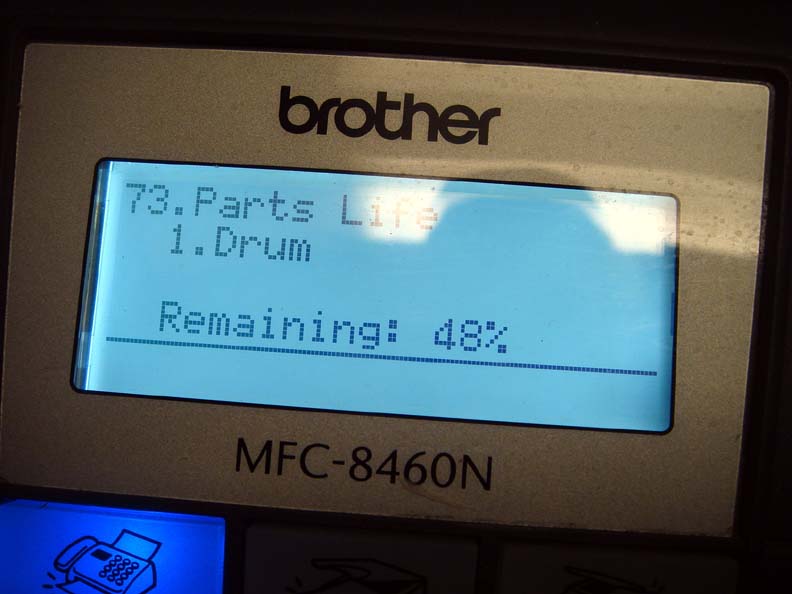 brother
73.Parts Life
1.Drum
Remaining: 48%
MFC-8460N